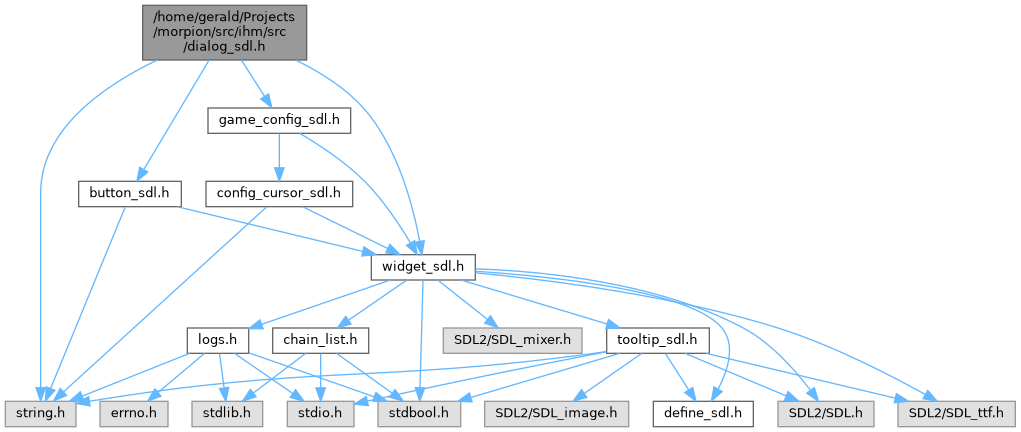 /home/gerald/Projects
/morpion/src/ihm/src
/dialog_sdl.h
game_config_sdl.h
button_sdl.h
config_cursor_sdl.h
widget_sdl.h
logs.h
chain_list.h
SDL2/SDL_mixer.h
tooltip_sdl.h
string.h
errno.h
stdlib.h
stdio.h
stdbool.h
SDL2/SDL_image.h
define_sdl.h
SDL2/SDL.h
SDL2/SDL_ttf.h